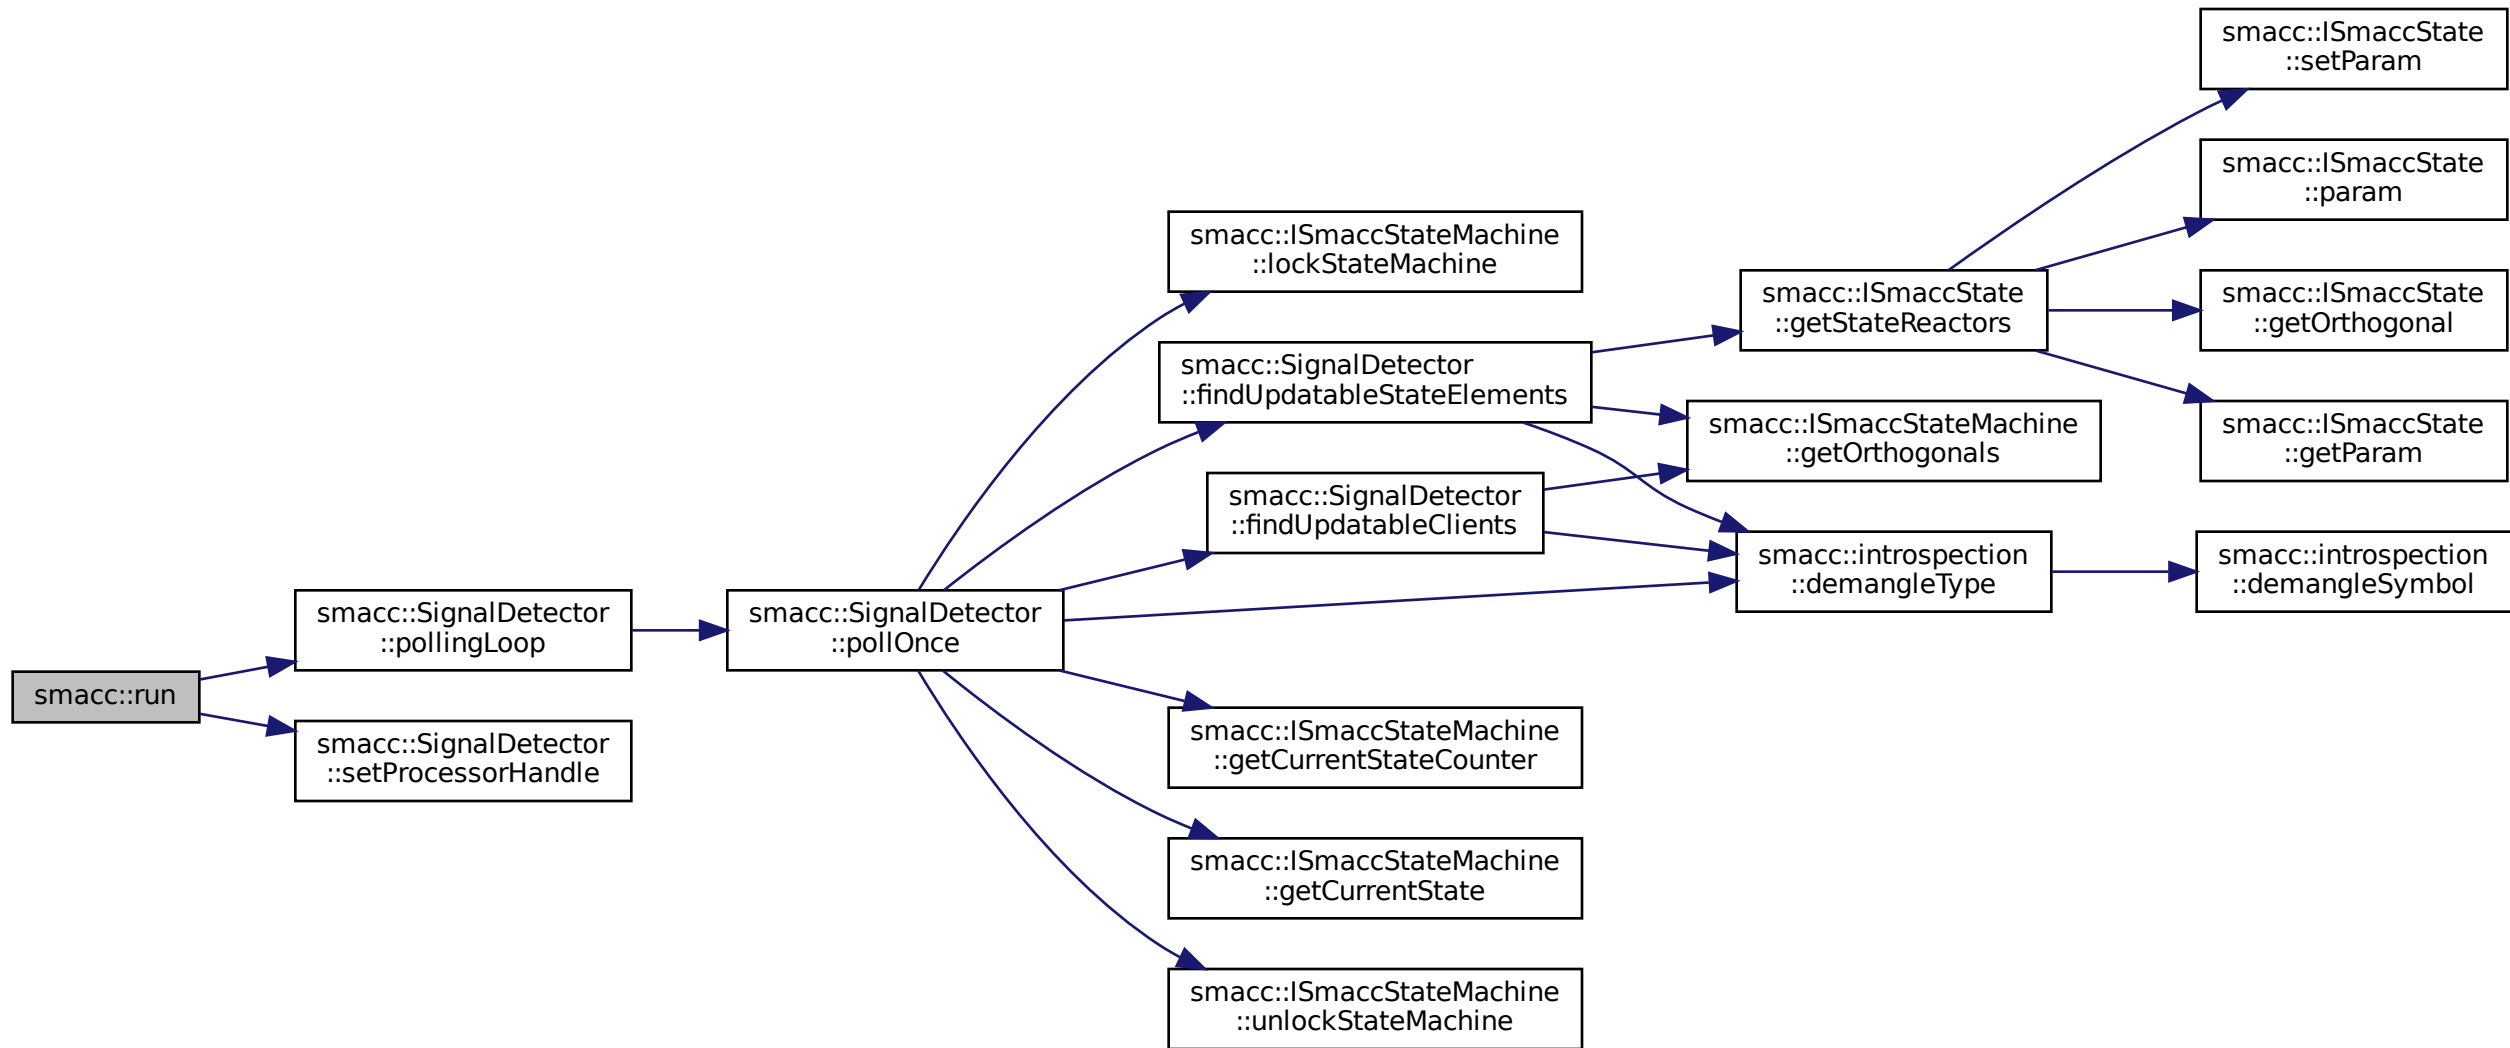 smacc::run
smacc::SignalDetector
::pollingLoop
smacc::SignalDetector
::setProcessorHandle
smacc::SignalDetector
::pollOnce
smacc::ISmaccStateMachine
::lockStateMachine
smacc::SignalDetector
::findUpdatableStateElements
smacc::SignalDetector
::findUpdatableClients
smacc::ISmaccStateMachine
::getCurrentStateCounter
smacc::ISmaccStateMachine
::getCurrentState
smacc::ISmaccStateMachine
::unlockStateMachine
smacc::ISmaccState
::getStateReactors
smacc::ISmaccStateMachine
::getOrthogonals
smacc::introspection
::demangleType
smacc::ISmaccState
::setParam
smacc::ISmaccState
::param
smacc::ISmaccState
::getOrthogonal
smacc::ISmaccState
::getParam
smacc::introspection
::demangleSymbol